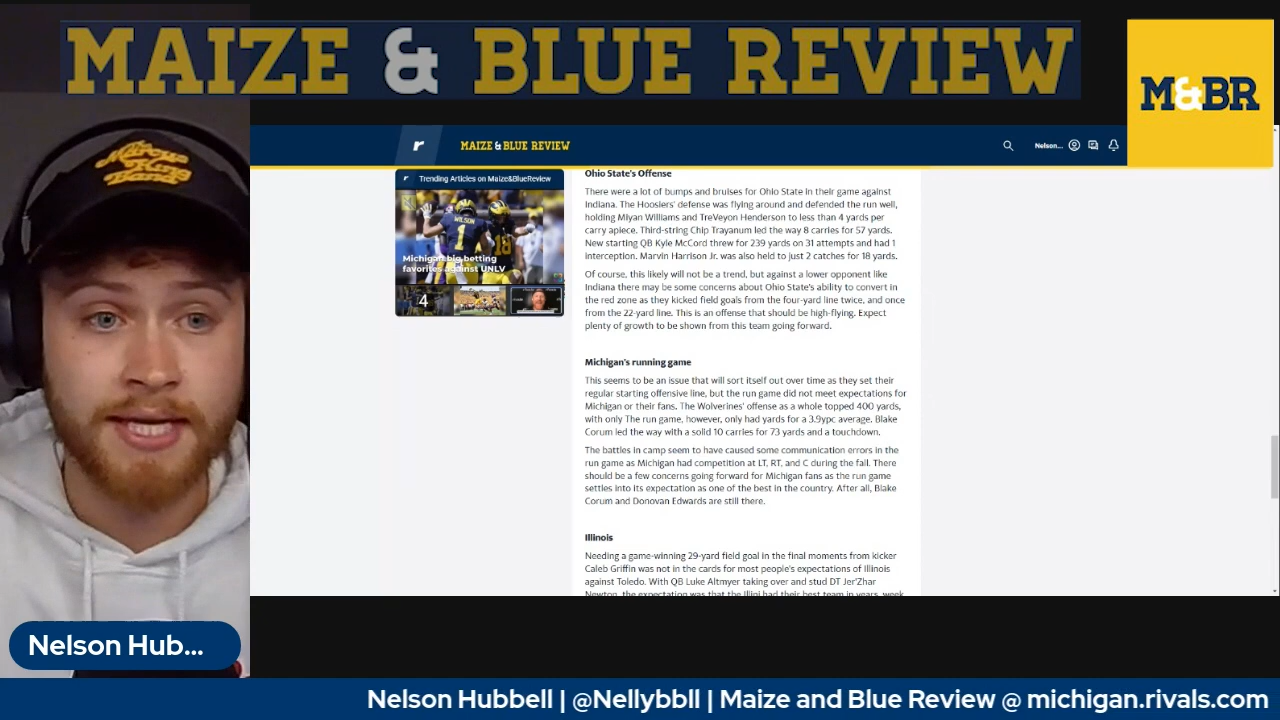 MAIZE & BLUE REVIEW
M&BR
r MAIZE & BLUE REVIEW Nelson...
r Trending Articles on Maize&BlueReview
WILSON
1 18
Michigan big betting
favorites against UNLV
4
Ohio State's Offense
There were a lot of bumps and bruises for Ohio State in their game against
Indiana. The Hoosiers' defense was flying around and defended the run well,
holding Miyan Williams and TreVeyon Henderson to less than 4 yards per
carry apiece. Third-string Chip Trayanum led the way 8 carries for 57 yards.
New starting QB Kyle McCord threw for 239 yards on 31 attempts and had 1
interception. Marvin Harrison Jr. was also held to just 2 catches for 18 yards.
Of course, this likely will not be a trend, but against a lower opponent like
Indiana there may be some concerns about Ohio State's ability to convert in
the red zone as they kicked field goals from the four-yard line twice, and once
from the 22-yard line. This is an offense that should be high-flying. Expect
plenty of growth to be shown from this team going forward.
Michigan's running game
This seems to be an issue that will sort itself out over time as they set their
regular starting offensive line, but the run game did not meet expectations for
Michigan or their fans. The Wolverines' offense as a whole topped 400 yards,
with only The run game, however, only had yards for a 3.9ypc average. Blake
Corum led the way with a solid 10 carries for 73 yards and a touchdown.
The battles in camp seem to have caused some communication errors in the
run game as Michigan had competition at LT, RT, and C during the fall. There
should be a few concerns going forward for Michigan fans as the run game
settles into its expectation as one of the best in the country. After all, Blake
Corum and Donovan Edwards are still there.
Illinois
Needing a game-winning 29-yard field goal in the final moments from kicker
Caleb Griffin was not in the cards for most people's expectations of Illinois
against Toledo. With QB Luke Altmyer taking over and stud DT Jer'Zhar
Newton, the expectation was that the Illini had their best team in years, week
Nelson Hub...
Nelson Hubbell | @Nellybbll | Maize and Blue Review @ michigan.rivals.com